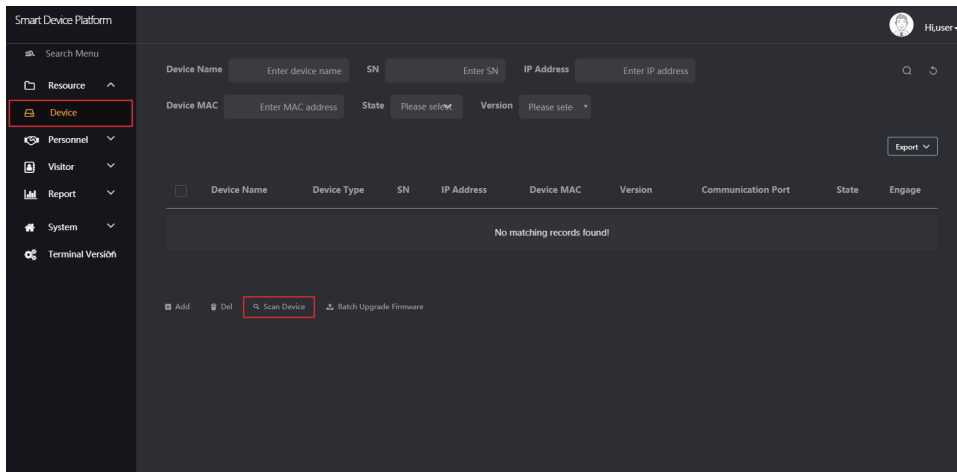 Smart Device Platform
Hi,user
Search Menu
Resource
Device
Personnel
Visitor
Report
System
Terminal Version
Device Name Enter device name SN Enter SN IP Address Enter IP address
Device MAC Enter MAC address State Please select Version Please sele
Export
Device Name Device Type SN IP Address Device MAC Version Communication Port State Engage
No matching records found!
Add Del Scan Device Batch Upgrade Firmware